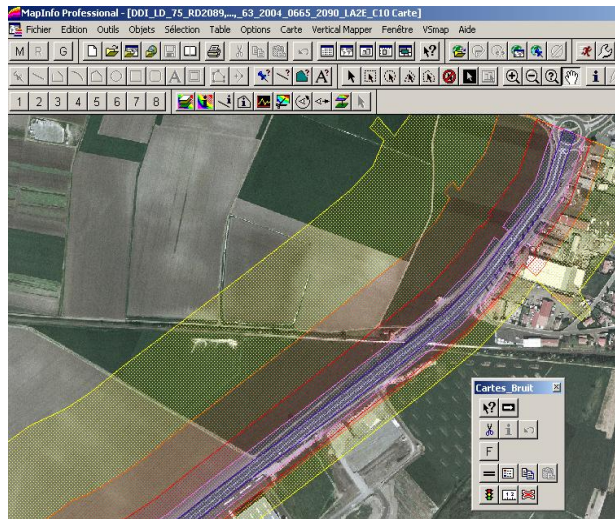 MapInfo Professional - [DDI_LD_75_RD2089,..., _63_2004_0665_2090_LA2E_C10 Carte]
Fichier Edition Outils Objets Sélection Table Options Carte Vertical Mapper Fenêtre VSmap Aide
M R G
1 2 3 4 5 6 7 8
Cartes_Bruit
F